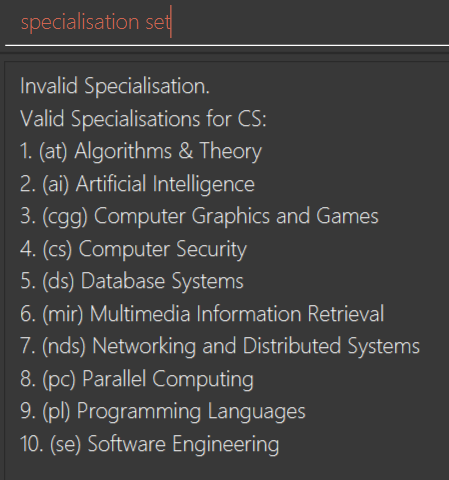 specialisation set
Invalid Specialisation.
Valid Specialisations for CS:
1. (at) Algorithms & Theory
2. (ai) Artificial Intelligence
3. (cgg) Computer Graphics and Games
4. (cs) Computer Security
5. (ds) Database Systems
6. (mir) Multimedia Information Retrieval
7. (nds) Networking and Distributed Systems
8. (pc) Parallel Computing
9. (pl) Programming Languages
10. (se) Software Engineering